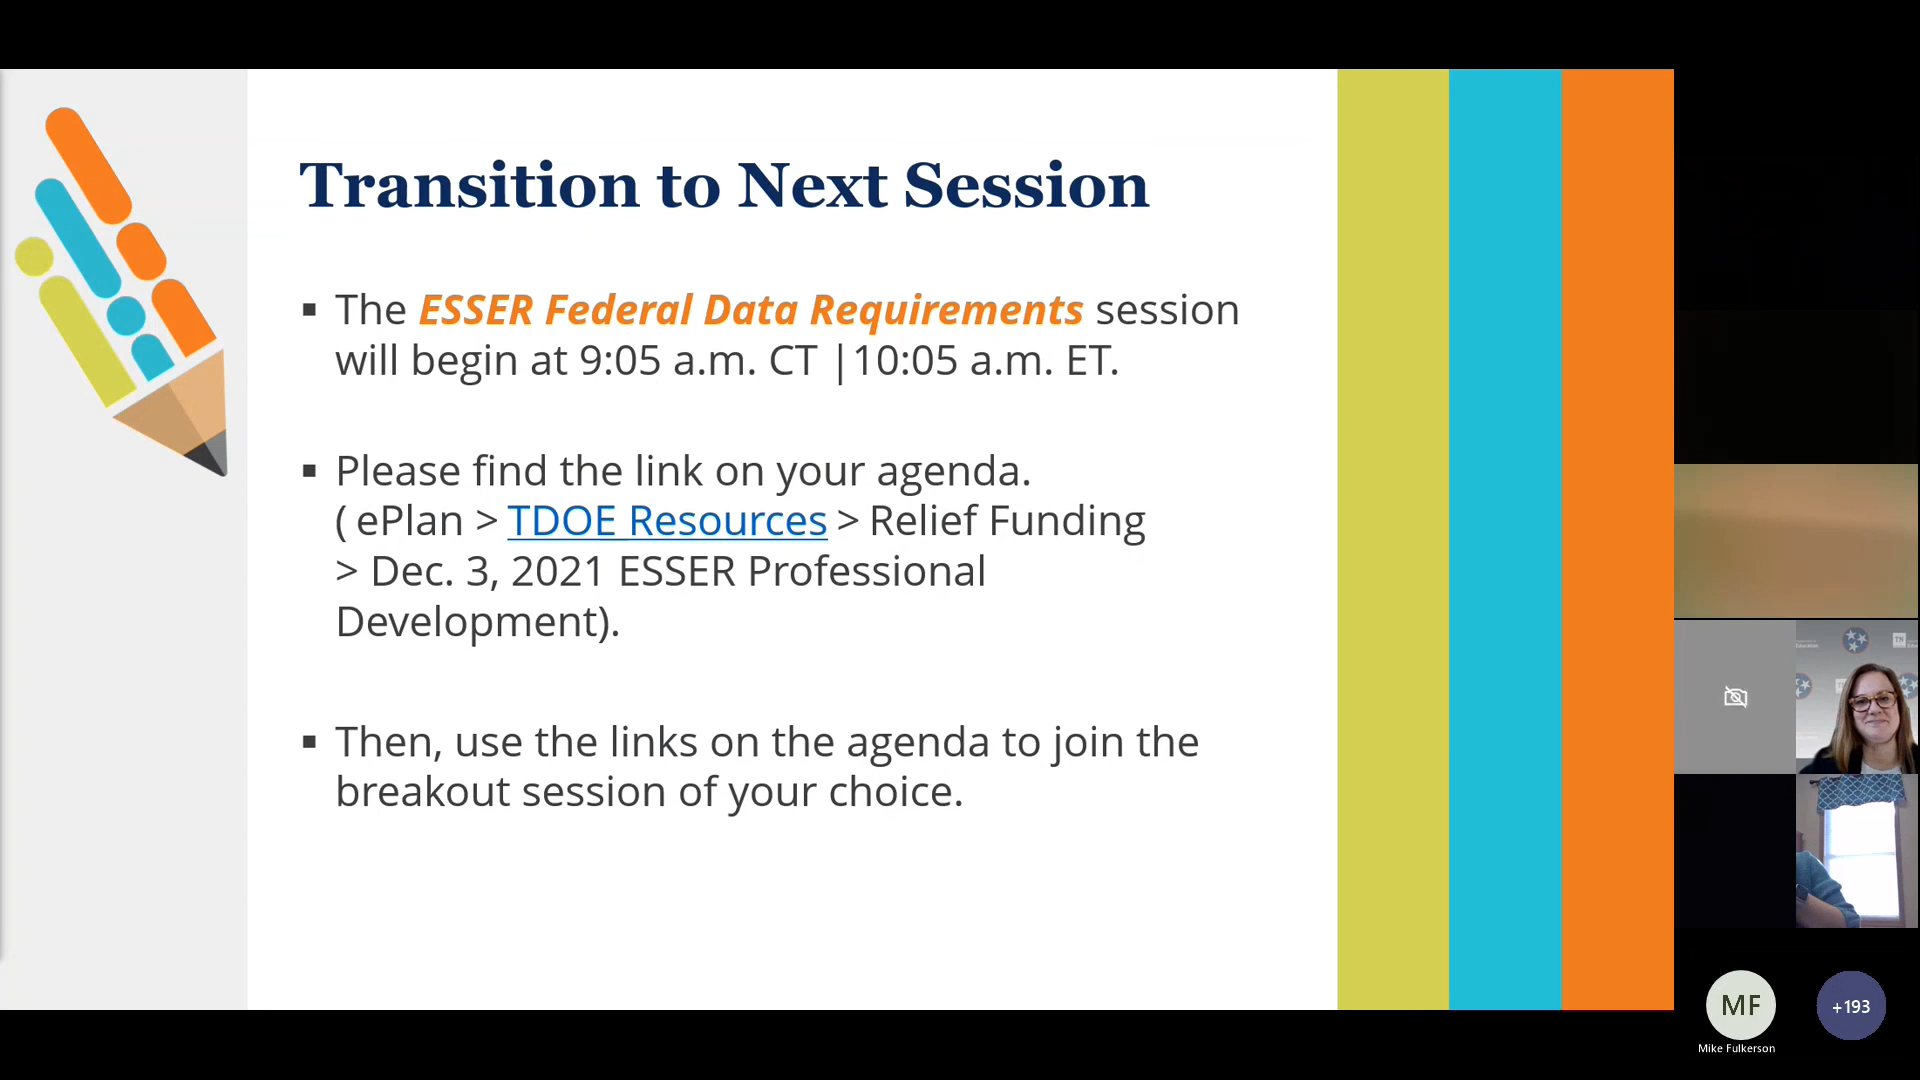 Transition to Next Session
▪ The ESSER Federal Data Requirements session
will begin at 9:05 a.m. CT |10:05 a.m. ET.
▪ Please find the link on your agenda.
( ePlan > TDOE Resources > Relief Funding
> Dec. 3, 2021 ESSER Professional
Development).
▪ Then, use the links on the agenda to join the
breakout session of your choice.
TN
MF
+193
Mike Fulkerson